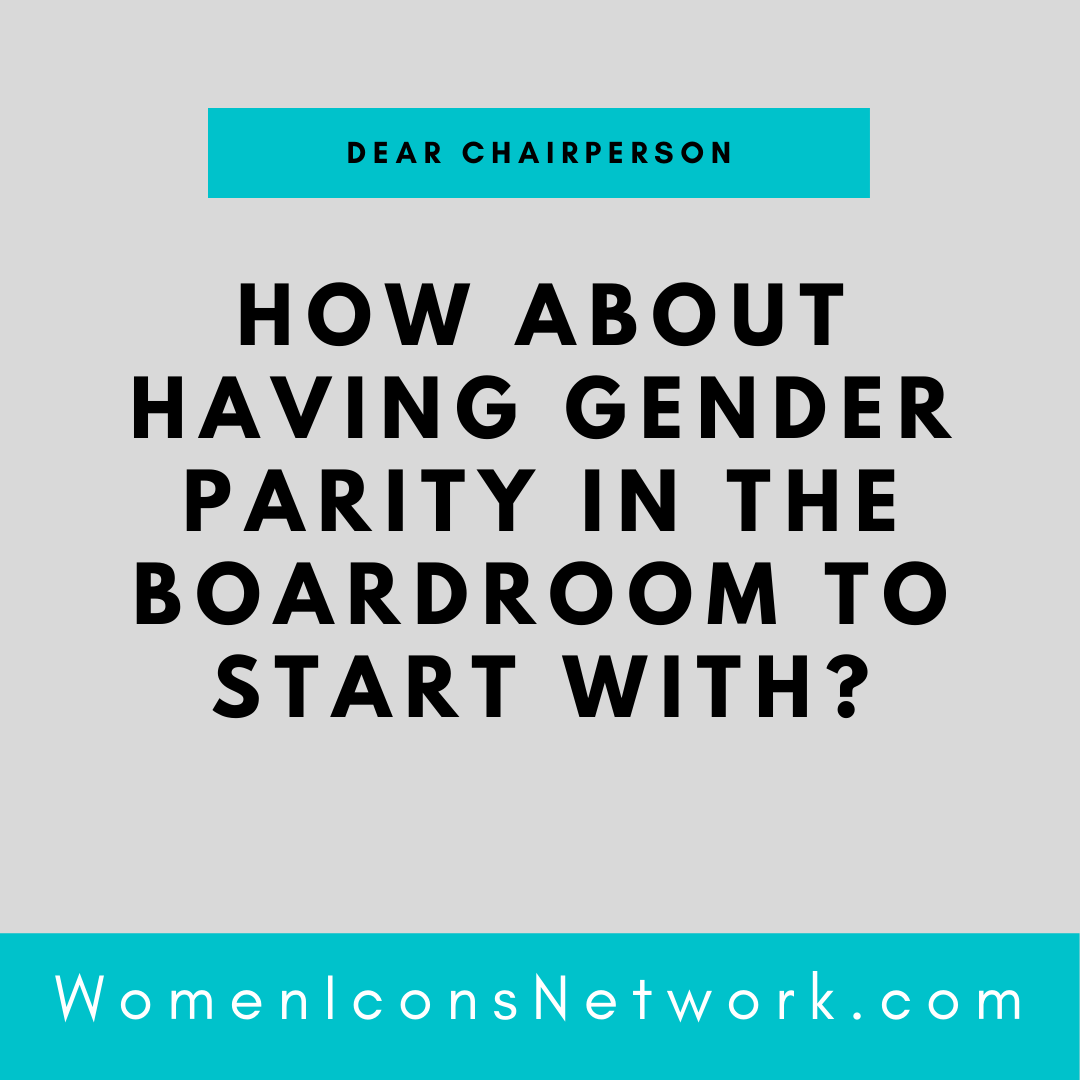 DEAR CHAIRPERSON
HOW ABOUT
HAVING GENDER
PARITY IN THE
BOARDROOM TO
START WITH?
WomenIconsNetwork.com